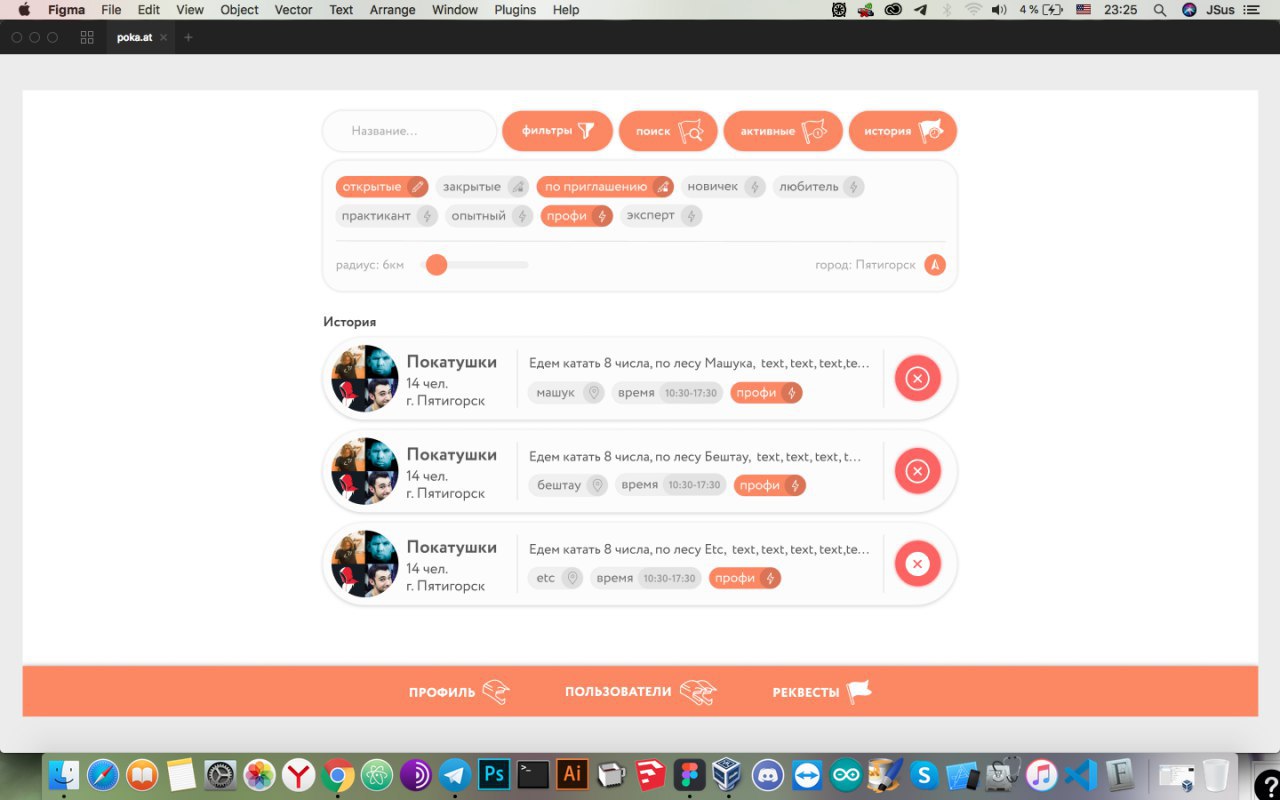 Figma File Edit View Object Vector Text Arrange Window Plugins Help 4 % 23:25 JSus
poka.at
Название... фильтры поиск активные история
открытые закрытые по приглашению новичек любитель
практикант опытный профи эксперт
радиус: 6км город: Пятигорск
История
Покатушки
14 чел.
г. Пятигорск
Едем катать 8 числа, по лесу Машука, text, text, text,te...
машук время 10:30-17:30 профи
Покатушки
14 чел.
г. Пятигорск
Едем катать 8 числа, по лесу Бештау, text, text, text, t...
бештау время 10:30-17:30 профи
Покатушки
14 чел.
г. Пятигорск
Едем катать 8 числа, по лесу Etc, text, text, text, text,te...
etc время 10:30-17:30 профи
ПРОФИЛЬ ПОЛЬЗОВАТЕЛИ РЕКВЕСТЫ
Ps Ai